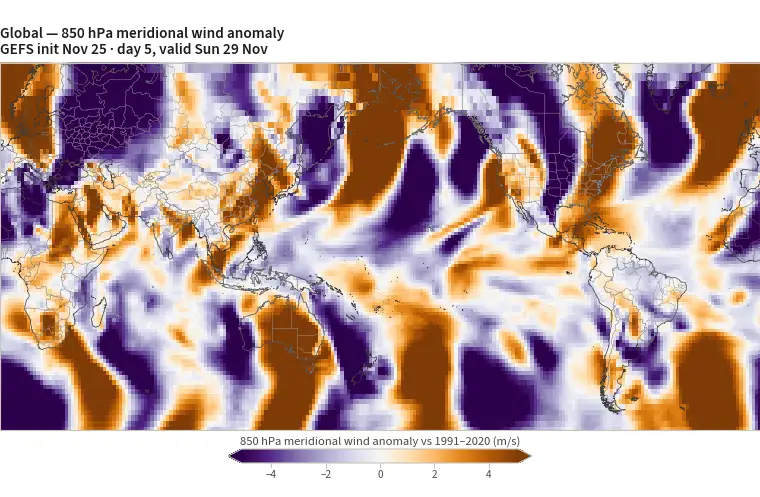 Global — 850 hPa meridional wind anomaly
GEFS init Nov 25 · day 5, valid Sun 29 Nov
850 hPa meridional wind anomaly vs 1991–2020 (m/s)
−4 −2 0 2 4